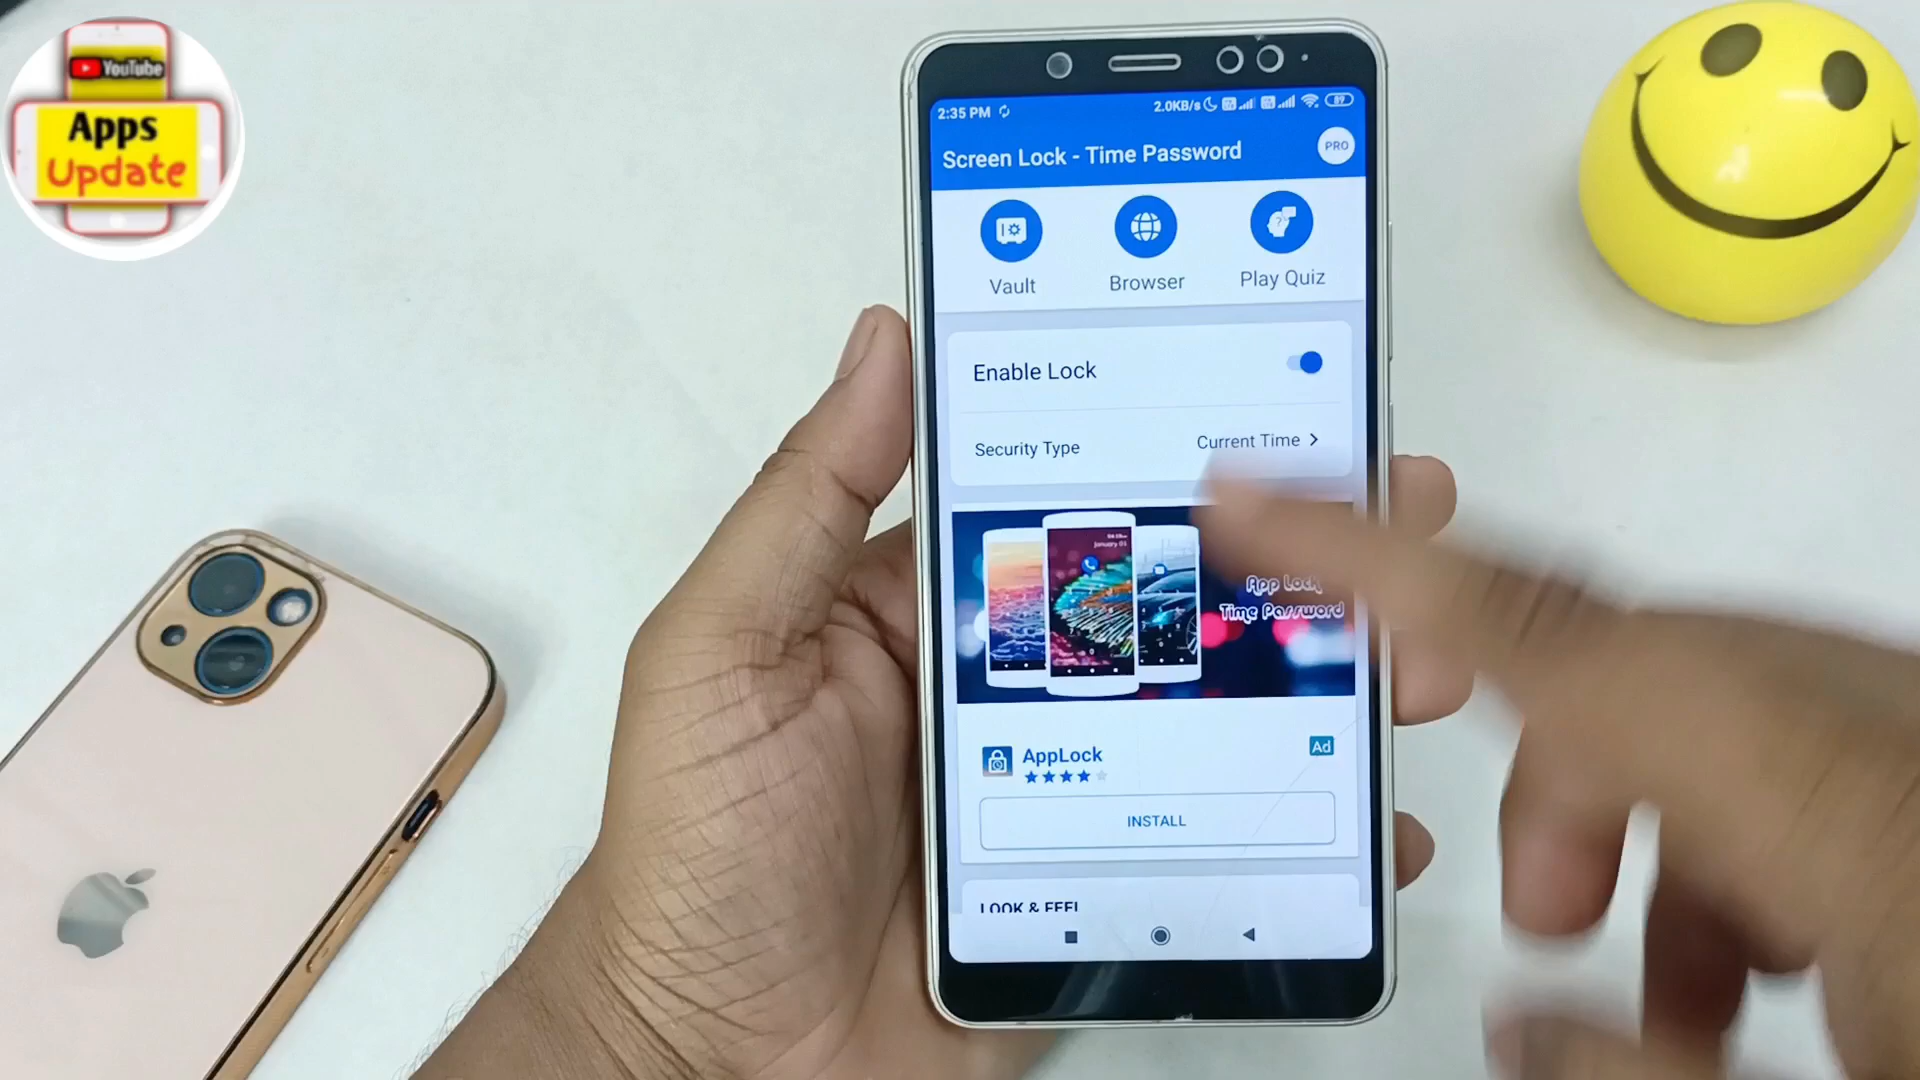 YouTube
Apps
Update
2:35 PM
2.0KB/s
89
Screen Lock - Time Password
PRO
Vault
Browser
Play Quiz
Enable Lock
Security Type
Current Time
App Lock
Time Password
AppLock
Ad
INSTALL
LOOK & FEEL